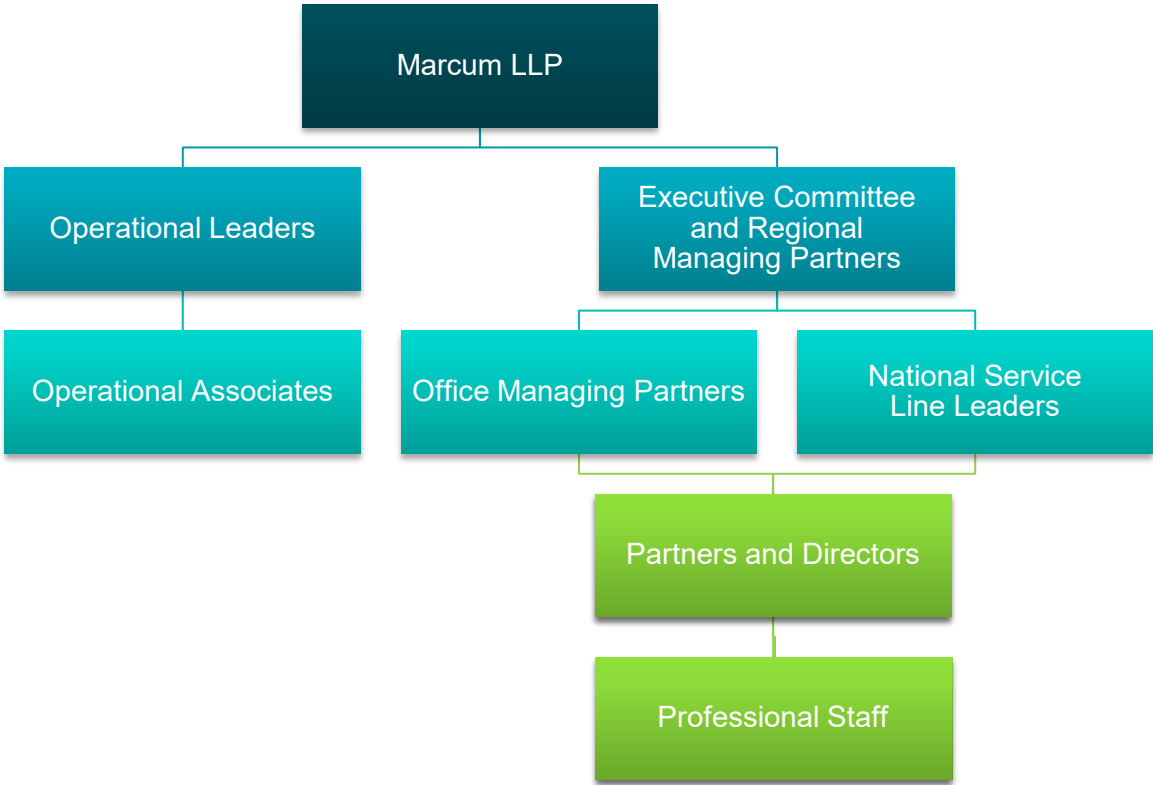 Marcum LLP
Operational Leaders
Executive Committee
and Regional
Managing Partners
Operational Associates
Office Managing Partners
National Service
Line Leaders
Partners and Directors
Professional Staff